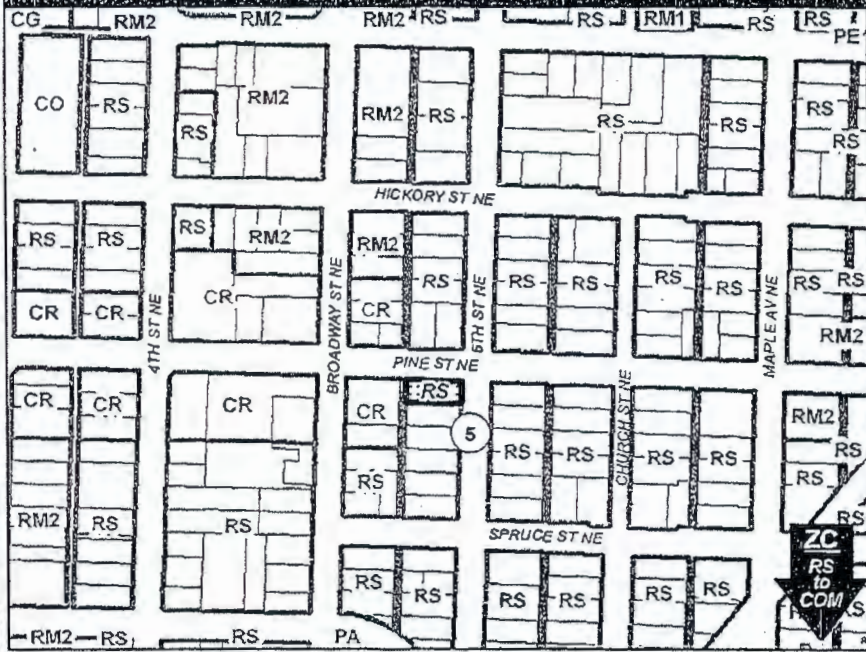 CG RM2 RM2 RM2 RS RS RM1 RS RS PE
CO RS RS RM2 RM2 RS RS RS RS RS
HICKORY ST NE
RS RS RS RM2 RM2 RS RS RS RS RS RS RS
CR CR CR CR RM2
4TH ST NE
BROADWAY ST NE
5TH ST NE
MAPLE AV NE
PINE ST NE
CR CR CR CR RS RM2
5
CHURCH ST NE
RM2 RS RS RS RS RS RS RS RS RS RS
SPRUCE ST NE
RS RS RS RS RS RS
ZC
RS
to
COM
RM2 RS RS PA